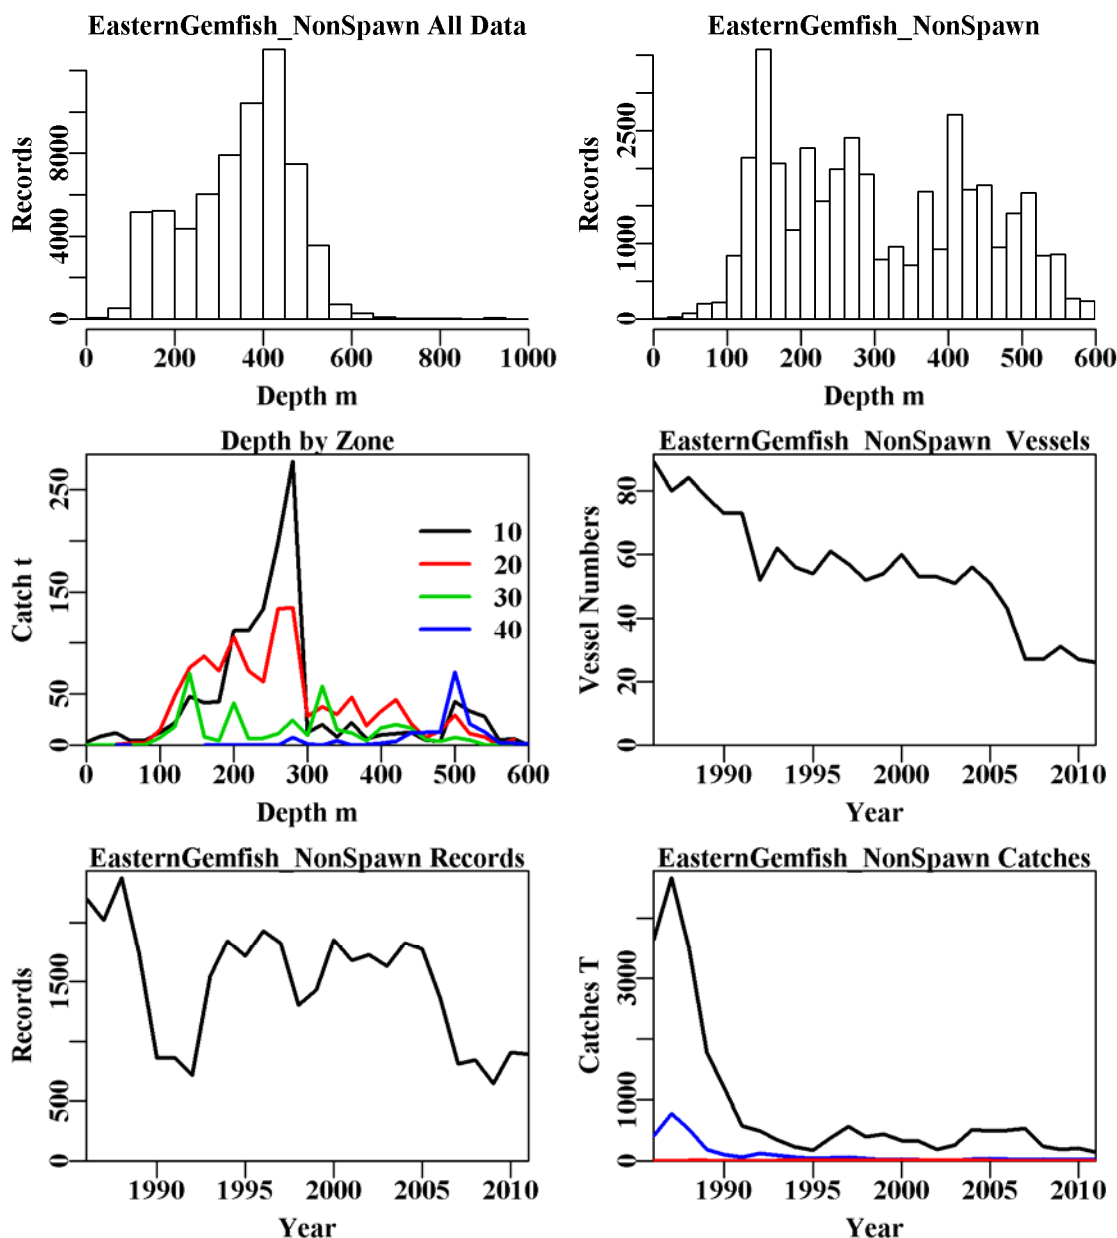 EasternGemfish_NonSpawn All Data
Records
0 4000 8000
0 200 400 600 800 1000
Depth m
EasternGemfish_NonSpawn
Records
0 1000 2500
0 100 200 300 400 500 600
Depth m
Depth by Zone
Catch t
0 50 150 250
10
20
30
40
0 100 200 300 400 500 600
Depth m
EasternGemfish_NonSpawn_Vessels
Vessel Numbers
0 20 40 60 80
1990 1995 2000 2005 2010
Year
EasternGemfish_NonSpawn Records
Records
0 500 1500
1990 1995 2000 2005 2010
Year
EasternGemfish_NonSpawn Catches
Catches T
0 1000 3000
1990 1995 2000 2005 2010
Year